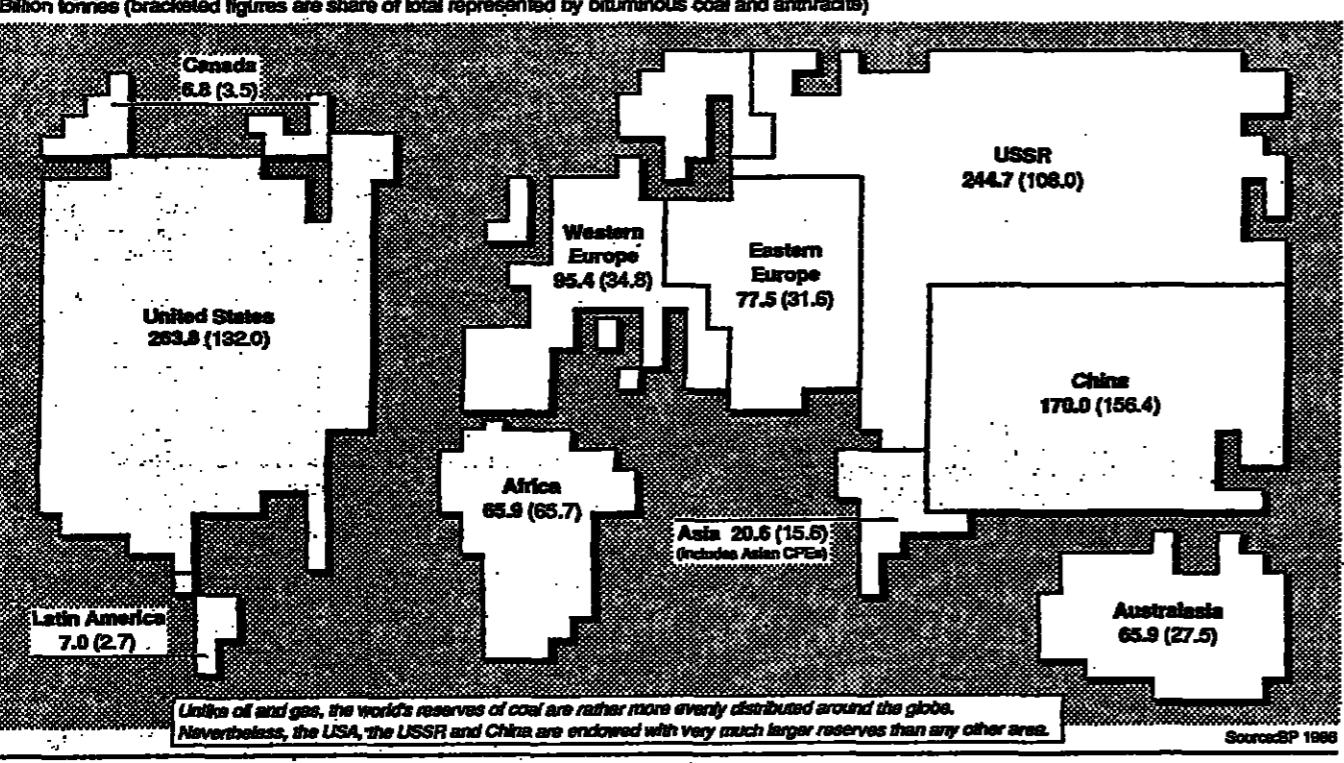 Billion tonnes (bracketed figures are share of total represented by bituminous coal and anthracite)
Canada
6.8 (3.5)
USSR
244.7 (108.0)
Western
Europe
95.4 (34.8)
Eastern
Europe
77.5 (31.6)
United States
263.8 (132.0)
China
170.0 (156.4)
Africa
65.9 (65.7)
Asia 20.6 (15.6)
(includes Asian CPEs)
Latin America
7.0 (2.7)
Australasia
65.9 (27.5)
Unlike oil and gas, the world's reserves of coal are rather more evenly distributed around the globe.
Nevertheless, the USA, the USSR and China are endowed with very much larger reserves than any other area.
Source:BP 1986